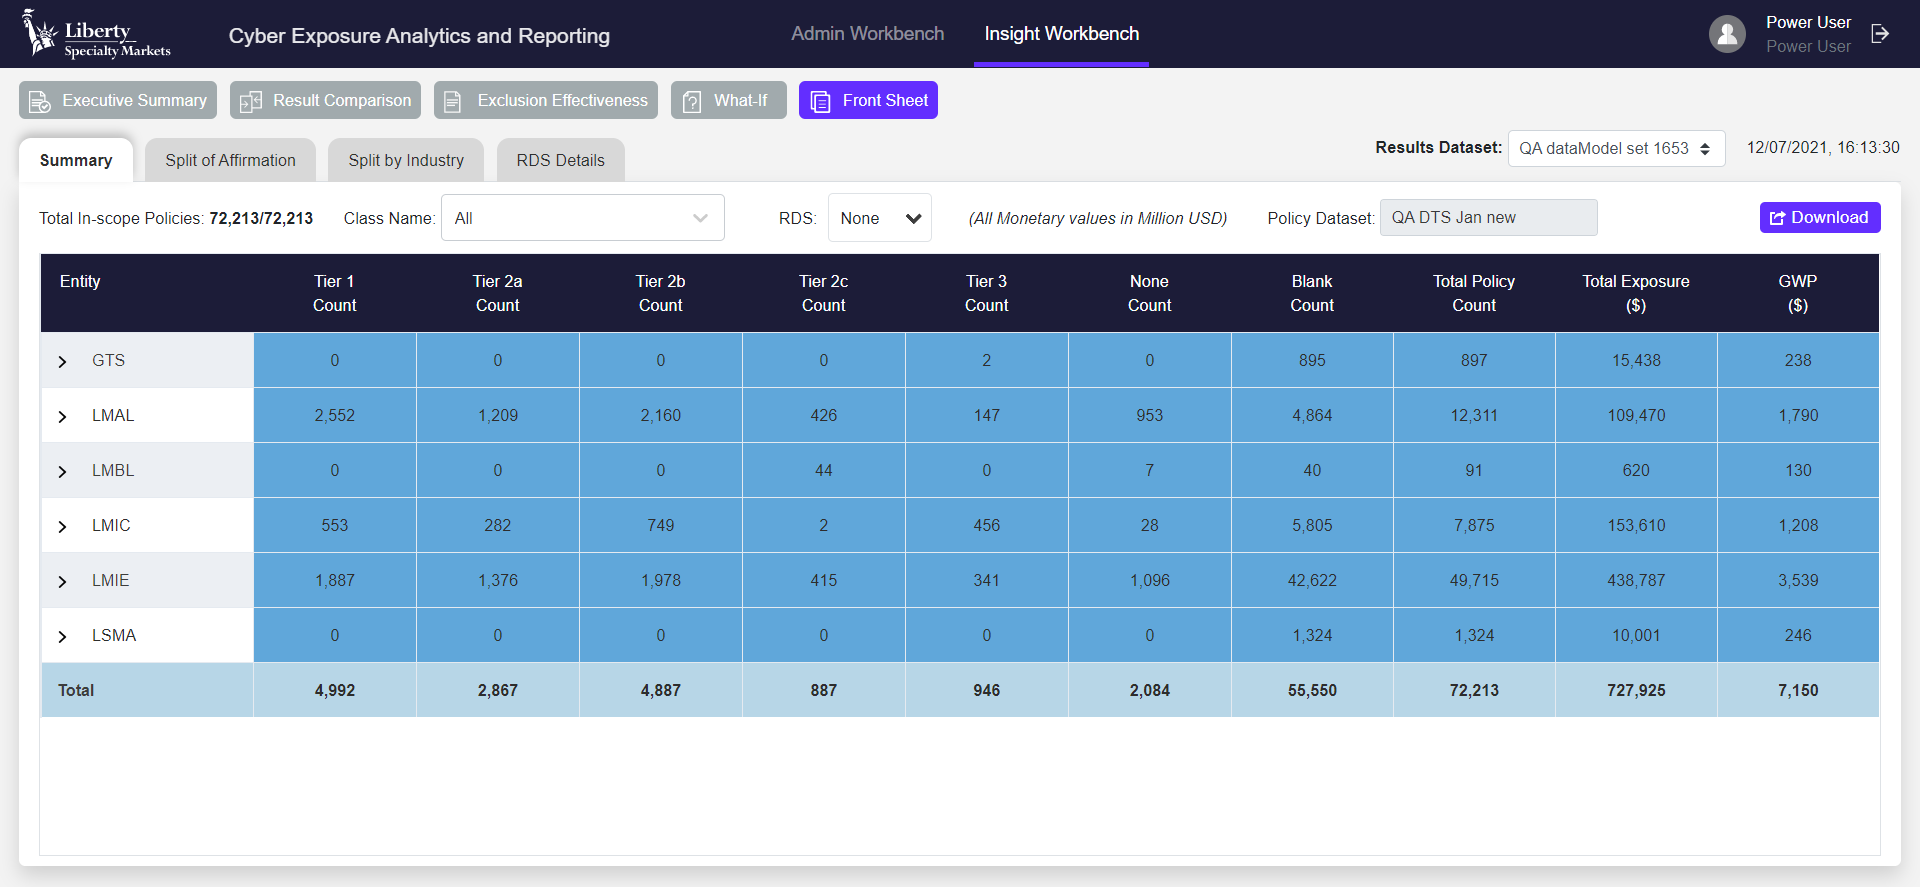 Liberty
Specialty Markets
Cyber Exposure Analytics and Reporting
Admin Workbench
Insight Workbench
Power User
Power User
Executive Summary
Result Comparison
Exclusion Effectiveness
What-If
Front Sheet
Summary
Split of Affirmation
Split by Industry
RDS Details
Results Dataset: QA dataModel set 1653 12/07/2021, 16:13:30
Total In-scope Policies: 72,213/72,213 Class Name: All RDS: None (All Monetary values in Million USD) Policy Dataset: QA DTS Jan new Download
Entity Tier 1 Count Tier 2a Count Tier 2b Count Tier 2c Count Tier 3 Count None Count Blank Count Total Policy Count Total Exposure ($) GWP ($)
GTS 0 0 0 0 2 0 895 897 15,438 238
LMAL 2,552 1,209 2,160 426 147 953 4,864 12,311 109,470 1,790
LMBL 0 0 0 44 0 7 40 91 620 130
LMIC 553 282 749 2 456 28 5,805 7,875 153,610 1,208
LMIE 1,887 1,376 1,978 415 341 1,096 42,622 49,715 438,787 3,539
LSMA 0 0 0 0 0 0 1,324 1,324 10,001 246
Total 4,992 2,867 4,887 887 946 2,084 55,550 72,213 727,925 7,150